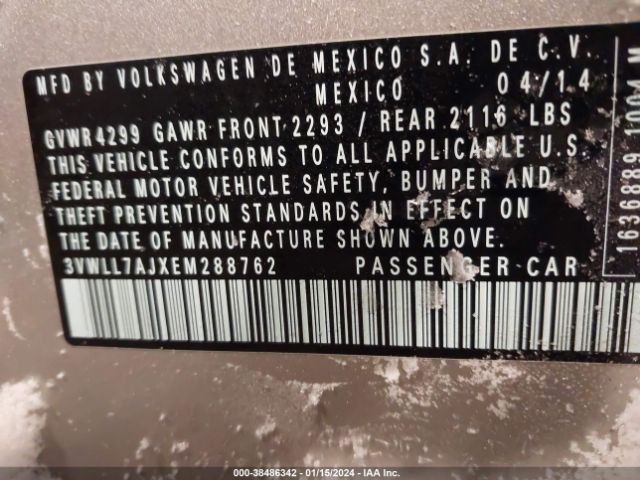 MFD BY VOLKSWAGEN DE MEXICO S.A. DE C.V.
MEXICO 04/14
GVWR 4299 GAWR FRONT 2293 / REAR 2116 LBS
THIS VEHICLE CONFORMS TO ALL APPLICABLE U.S
FEDERAL MOTOR VEHICLE SAFETY, BUMPER AND
THEFT PREVENTION STANDARDS IN EFFECT ON
THE DATE OF MANUFACTURE SHOWN ABOVE.
3VWLL7AJXEM288762 PASSENGER CAR
1636889
000-38486342 - 01/15/2024 - IAA Inc.